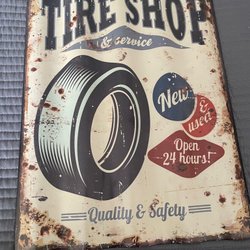 TIRE SHOP
& service
New
&
used
Open
-24 hours!
Quality & Safety